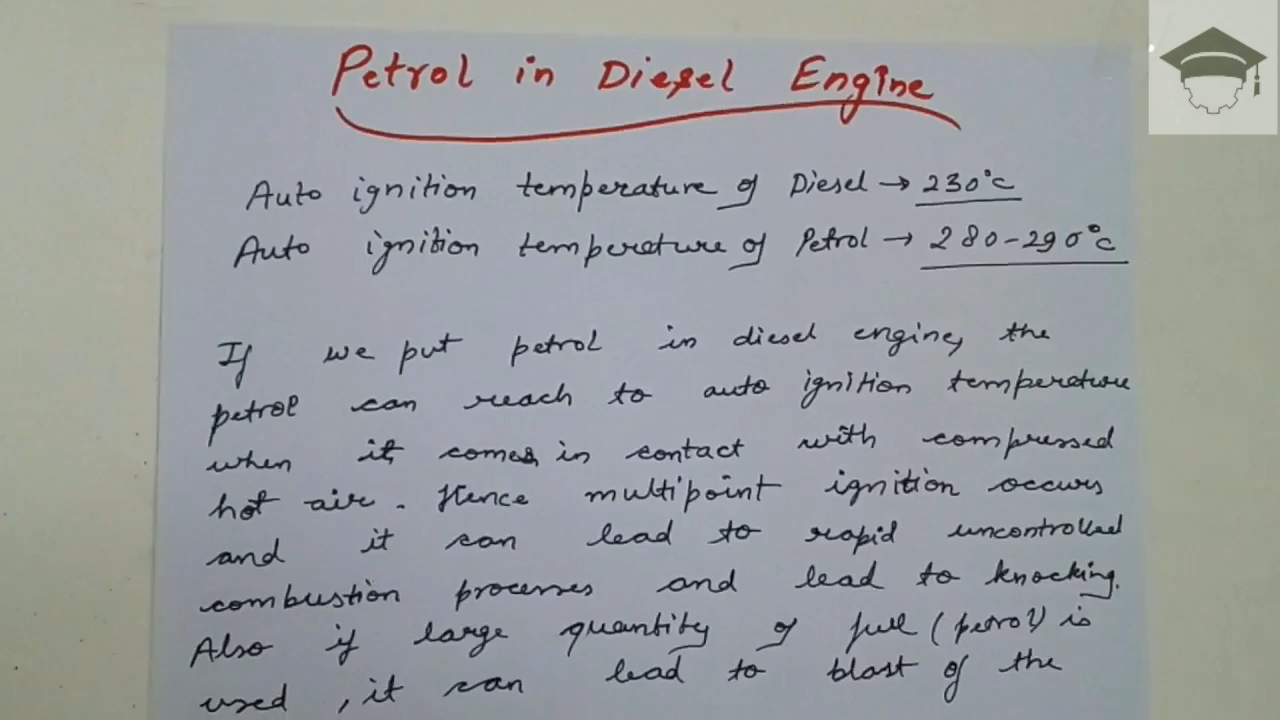 Petrol in Diesel Engine
Auto ignition temperature of Diesel → 230°c
Auto ignition temperature of Petrol → 280-290°c
If we put petrol in diesel engine, the
petrol can reach to auto ignition temperature
when it comes in contact with compressed
hot air. Hence multipoint ignition occurs
and it can lead to rapid uncontrolled
combustion processes and lead to knocking.
Also if large quantity of fuel (petrol) is
used, it can lead to blast of the